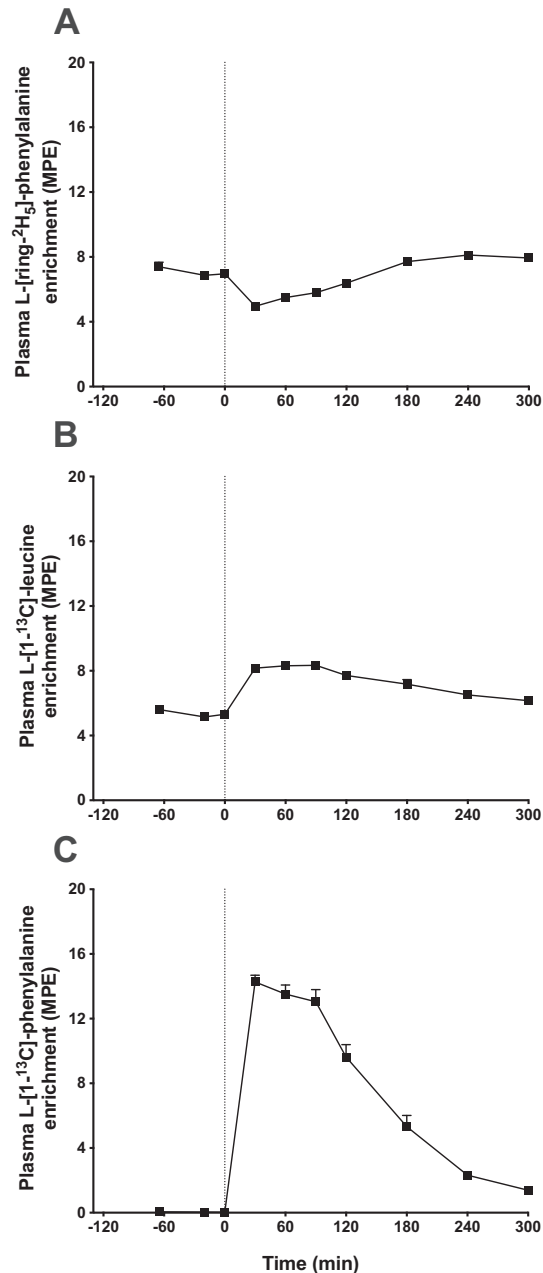 A
Plasma L-[ring-²H₅]-phenylalanine
enrichment (MPE)
20
16
12
8
4
0
-120 -60 0 60 120 180 240 300
B
Plasma L-[1-¹³C]-leucine
enrichment (MPE)
20
16
12
8
4
0
-120 -60 0 60 120 180 240 300
C
Plasma L-[1-¹³C]-phenylalanine
enrichment (MPE)
20
16
12
8
4
0
-120 -60 0 60 120 180 240 300
Time (min)